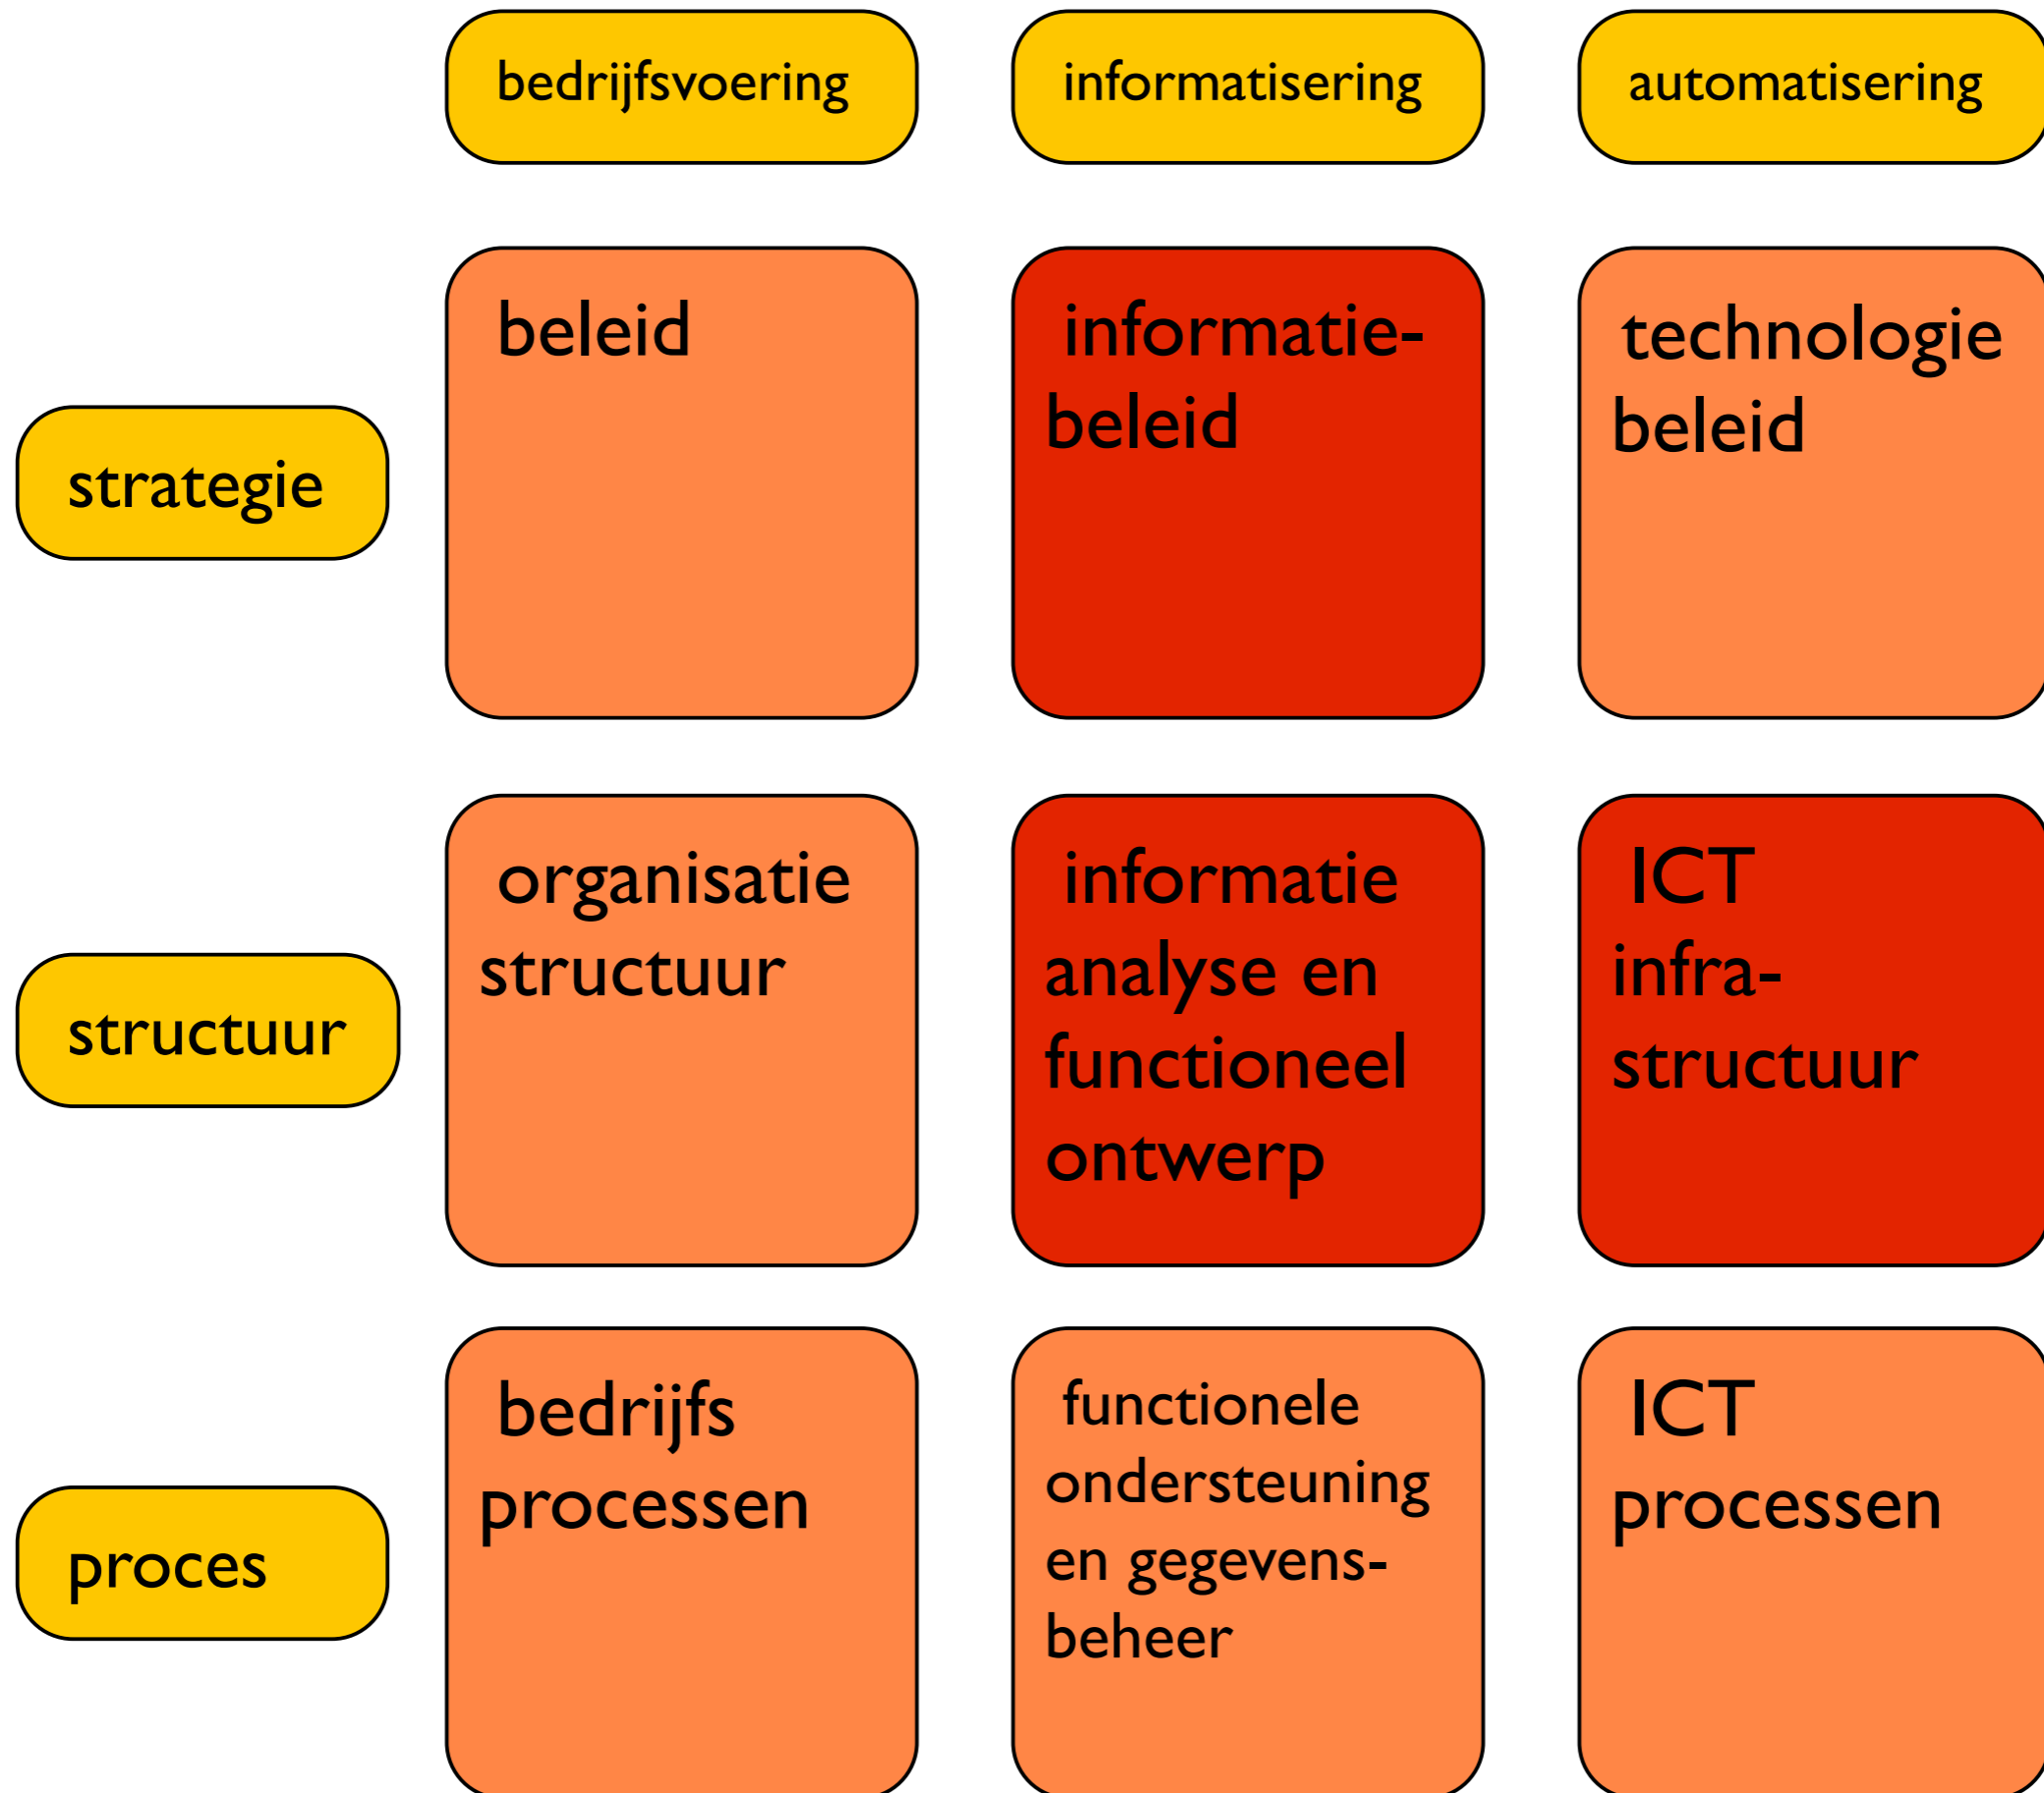 bedrijfsvoering
informatisering
automatisering
strategie
beleid
informatie-
beleid
technologie
beleid
structuur
organisatie
structuur
informatie
analyse en
functioneel
ontwerp
ICT
infra-
structuur
proces
bedrijfs
processen
functionele
ondersteuning
en gegevens-
beheer
ICT
processen